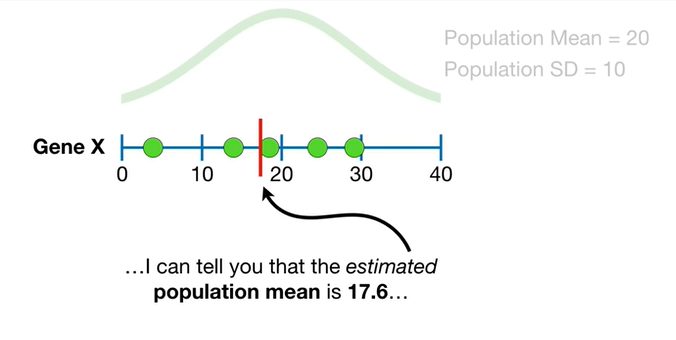 Population Mean = 20
Population SD = 10
Gene X
0 10 20 30 40
…I can tell you that the estimated
population mean is 17.6…